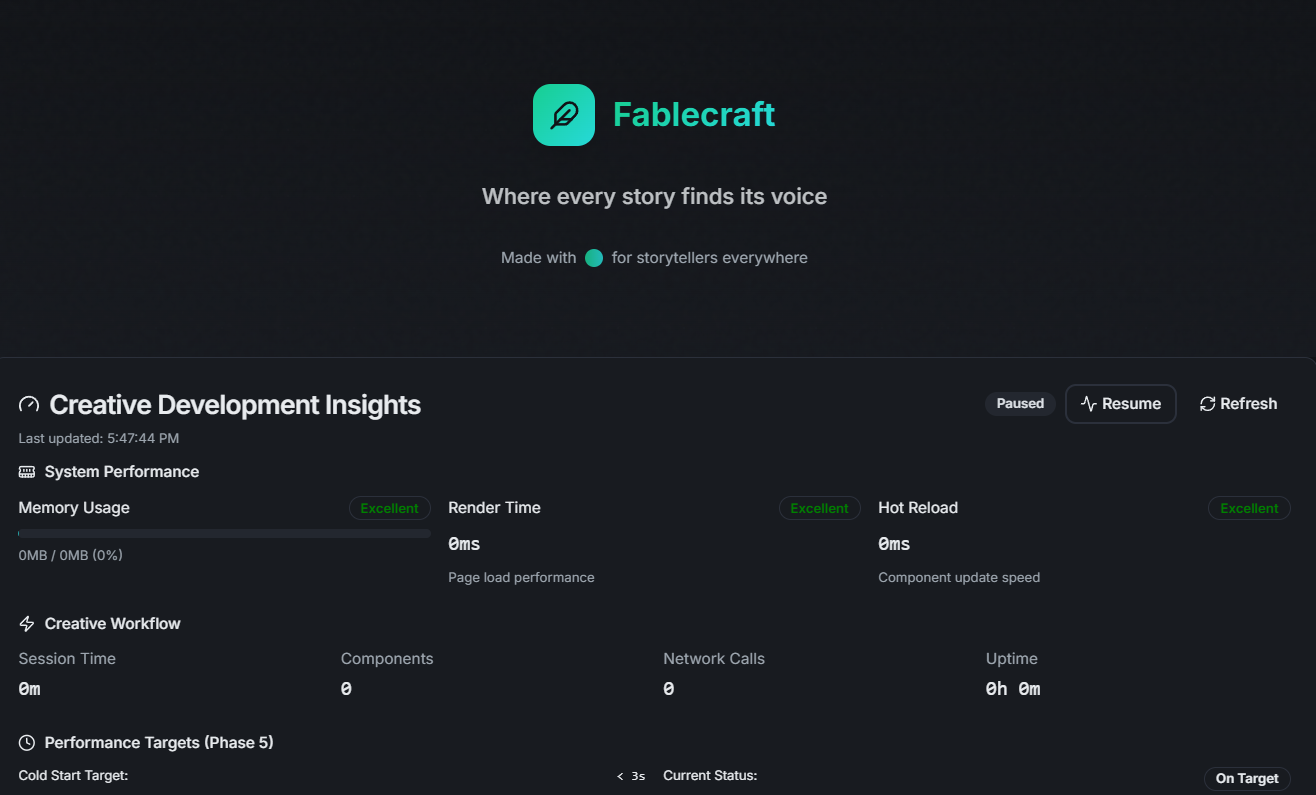 Fablecraft
Where every story finds its voice
Made with for storytellers everywhere
Creative Development Insights
Paused
Resume
Refresh
Last updated: 5:47:44 PM
System Performance
Memory Usage
Excellent
0MB / 0MB (0%)
Render Time
Excellent
0ms
Page load performance
Hot Reload
Excellent
0ms
Component update speed
Creative Workflow
Session Time
0m
Components
0
Network Calls
0
Uptime
0h 0m
Performance Targets (Phase 5)
Cold Start Target:
< 3s
Current Status:
On Target